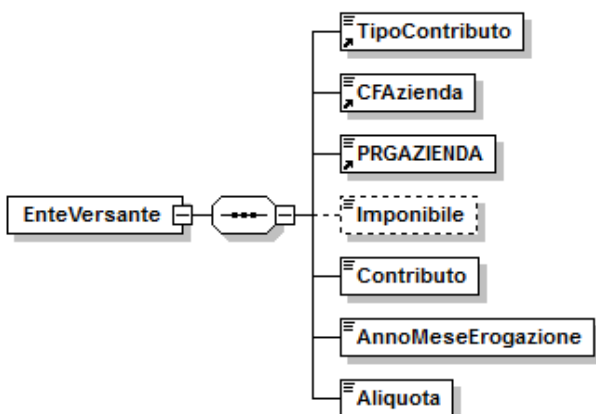 TipoContributo
CFAzienda
PRGAZIENDA
EnteVersante
Imponibile
Contributo
AnnoMeseErogazione
Aliquota